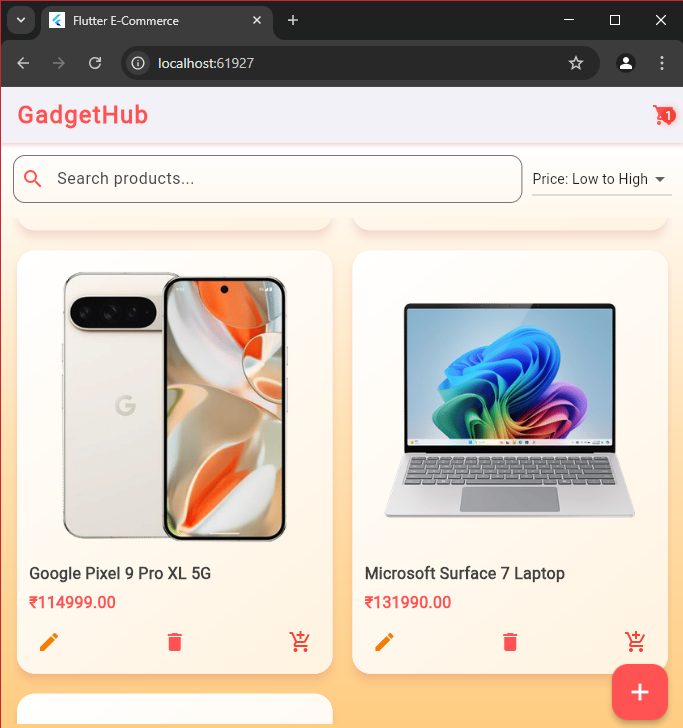 Flutter E-Commerce
localhost:61927
GadgetHub
1
Search products...
Price: Low to High
G
Google Pixel 9 Pro XL 5G
Microsoft Surface 7 Laptop
₹114999.00
₹131990.00